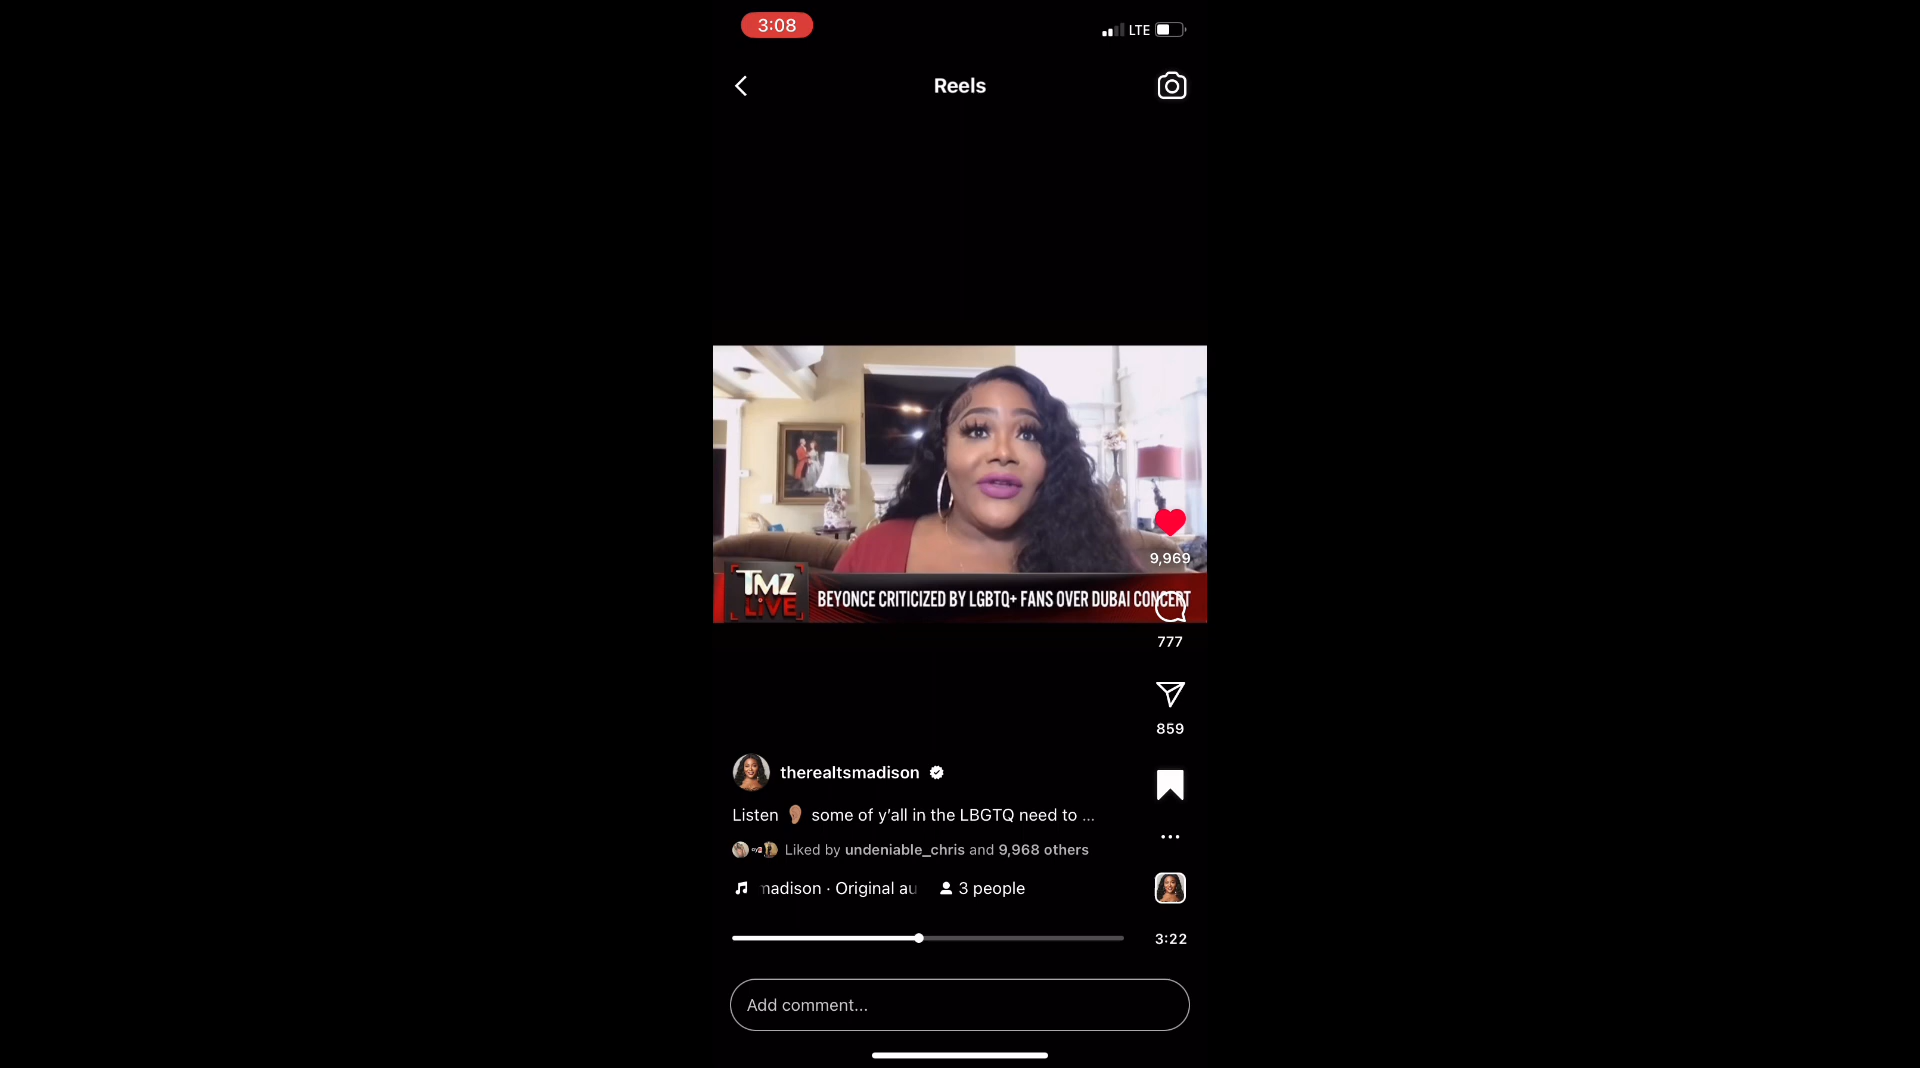 3:08
LTE
Reels
9,969
TMZ
LIVE
BEYONCE CRITICIZED BY LGBTQ+ FANS OVER DUBAI CONCERT
777
859
therealtsmadison
Listen 👂🏽 some of y’all in the LBGTQ need to ...
Liked by undeniable_chris and 9,968 others
madison · Original au
3 people
3:22
Add comment...